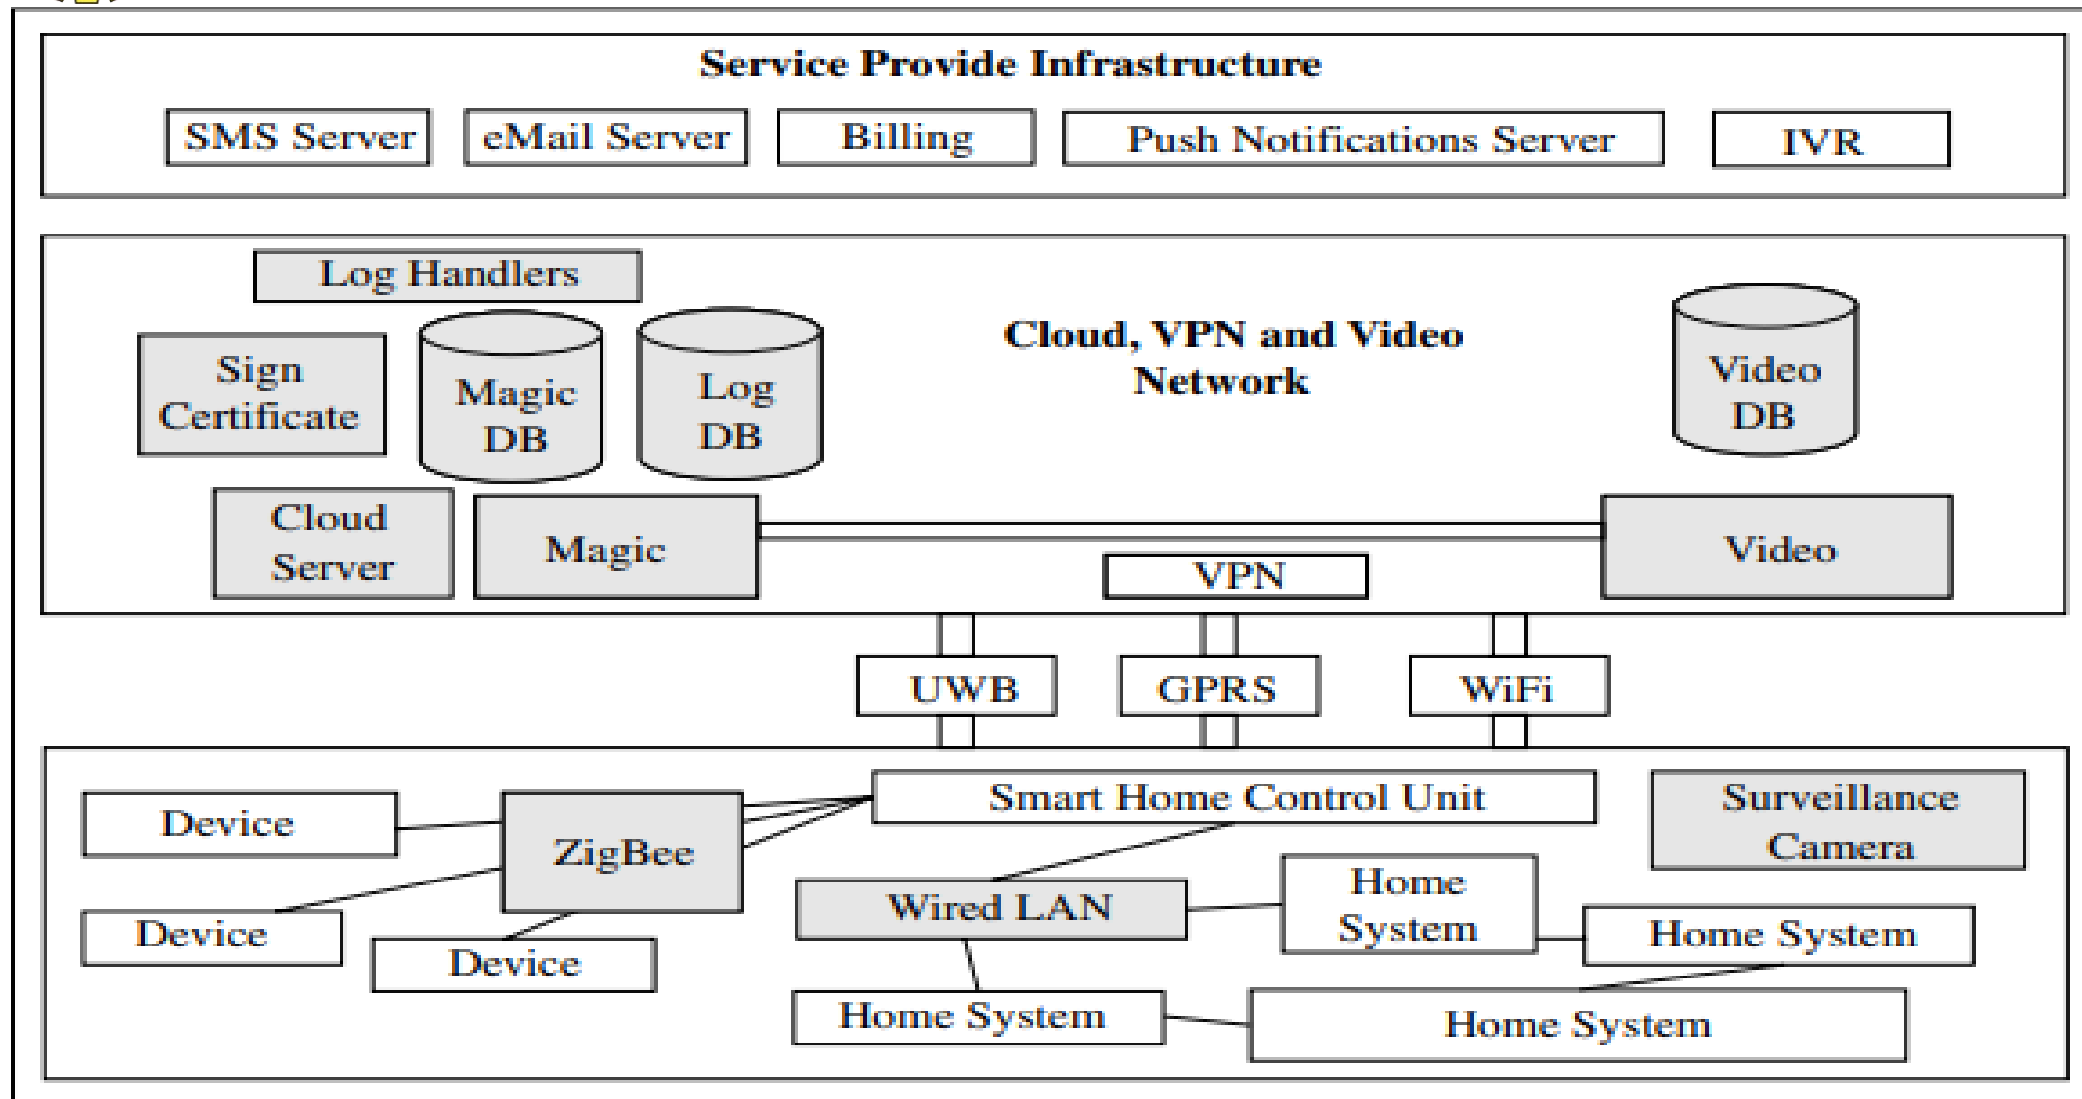 Service Provide Infrastructure
SMS Server
eMail Server
Billing
Push Notifications Server
IVR
Log Handlers
Sign
Certificate
Magic
DB
Log
DB
Cloud, VPN and Video
Network
Video
DB
Cloud
Server
Magic
VPN
Video
UWB
GPRS
WiFi
Device
ZigBee
Smart Home Control Unit
Surveillance
Camera
Device
Device
Wired LAN
Home
System
Home System
Home System
Home System